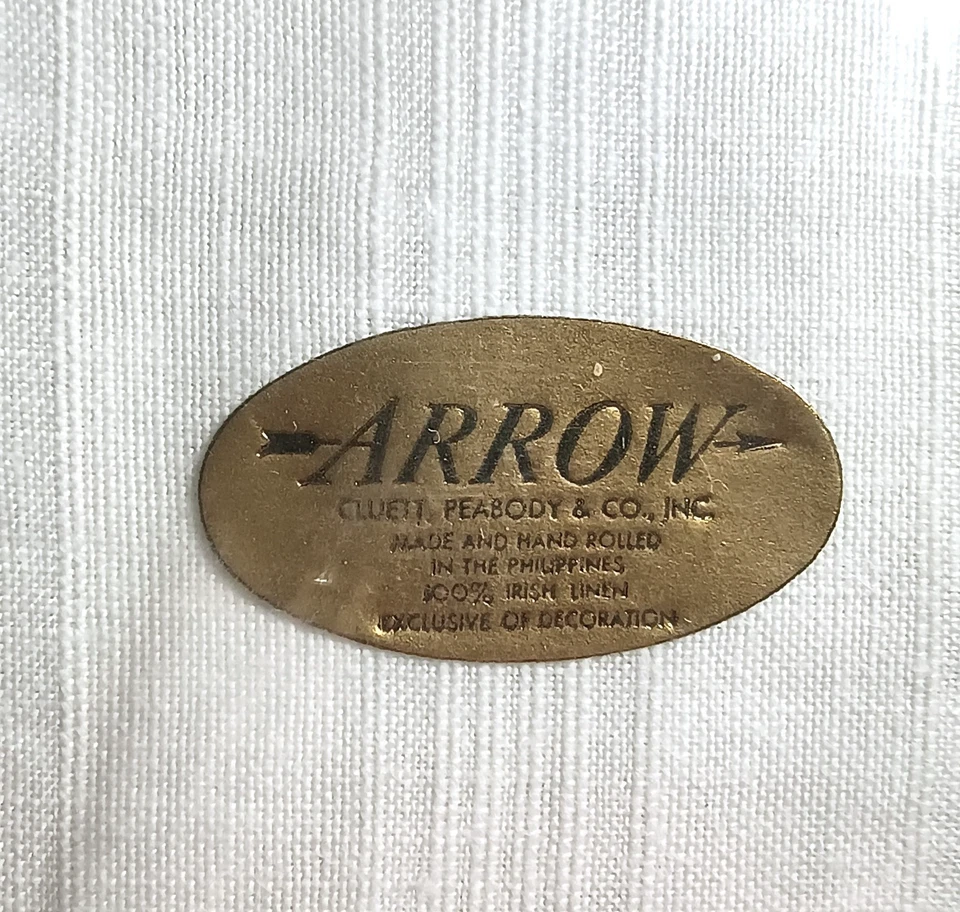 ARROW
CLUETT, PEABODY & CO., INC.
MADE AND HAND ROLLED
IN THE PHILIPPINES
100% IRISH LINEN
EXCLUSIVE OF DECORATION